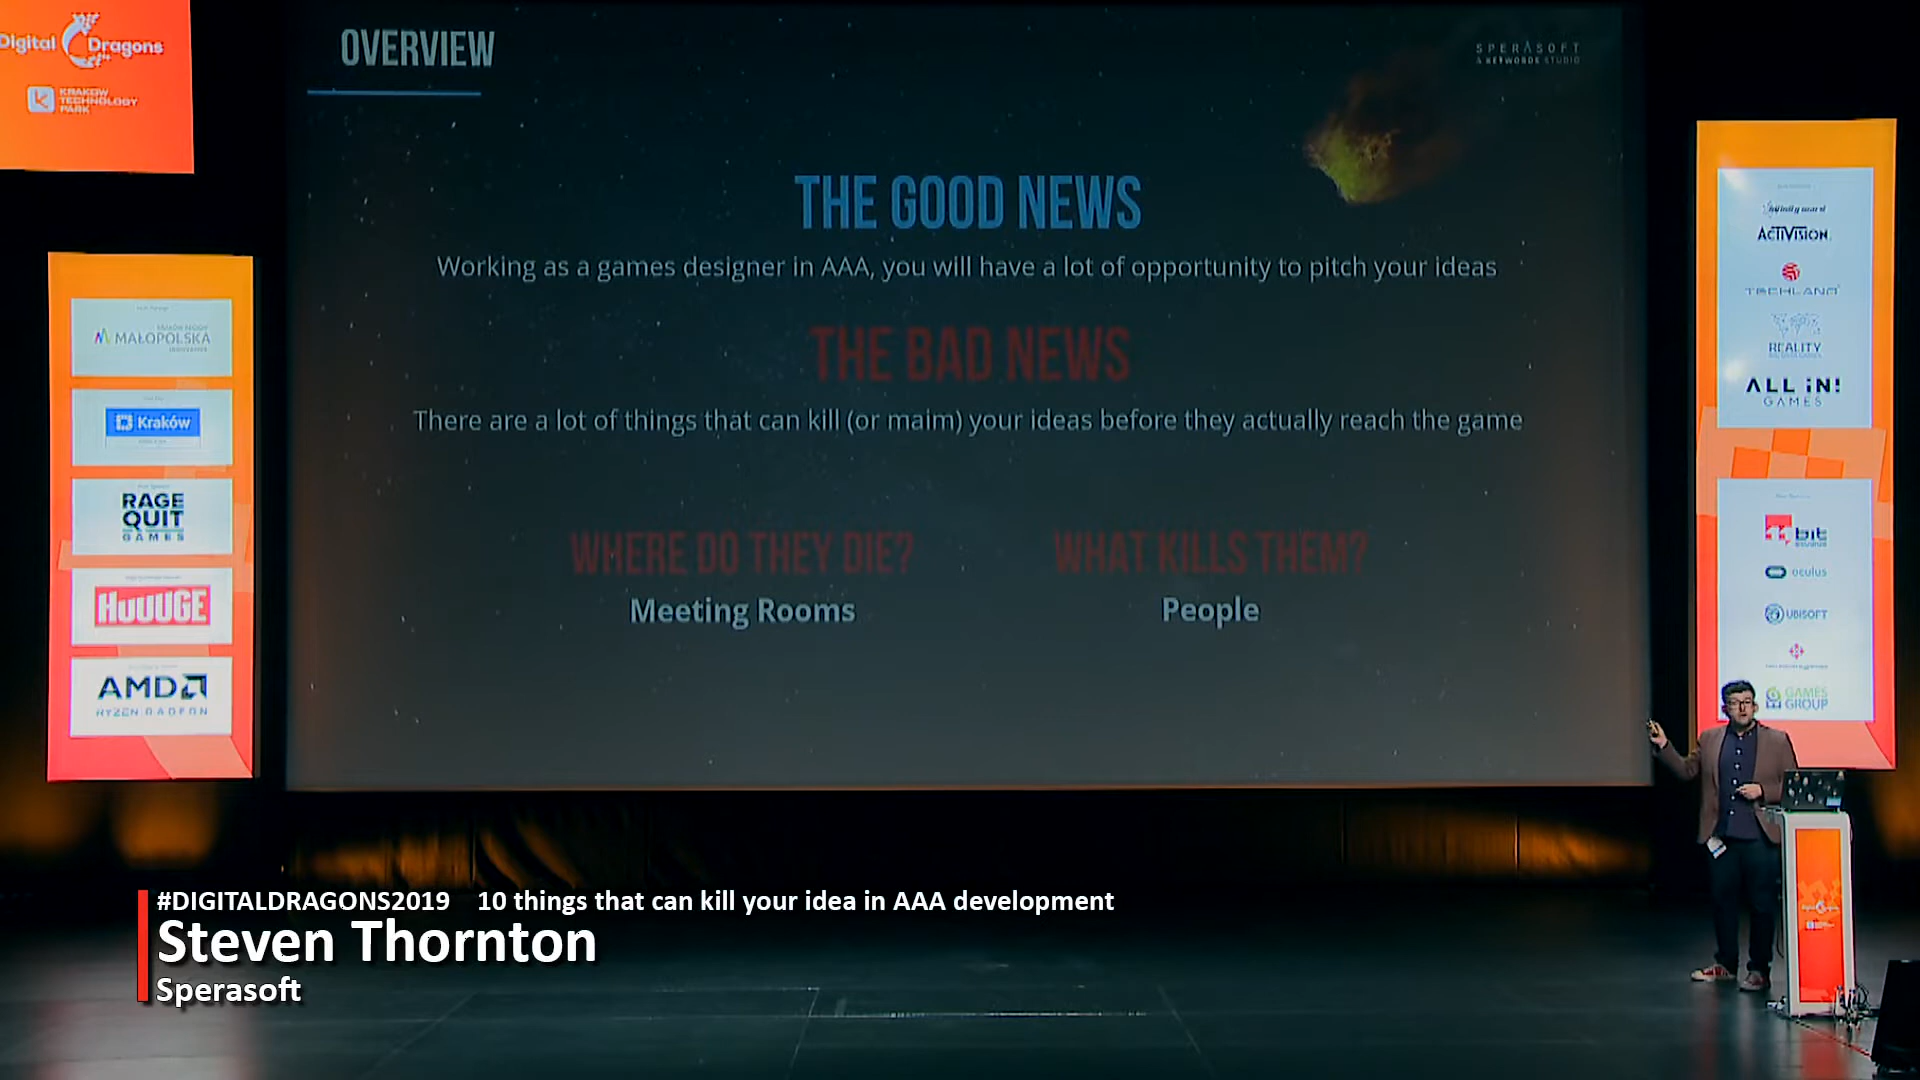 Digital Dragons
KRAKOW
TECHNOLOGY
PARK
OVERVIEW
SPERASOFT
A KEYWORDS STUDIO
THE GOOD NEWS
Working as a games designer in AAA, you will have a lot of opportunity to pitch your ideas
THE BAD NEWS
There are a lot of things that can kill (or maim) your ideas before they actually reach the game
WHERE DO THEY DIE?
Meeting Rooms
WHAT KILLS THEM?
People
MAŁOPOLSKA
Kraków
RAGE
QUIT
GAMES
HUUUGE
AMD
RYZEN RADEON
ACTIVISION
TECHLAND
REALITY
ALL iN!
GAMES
11 bit
oculus
UBISOFT
GAMES
GROUP
#DIGITALDRAGONS2019 10 things that can kill your idea in AAA development
Steven Thornton
Sperasoft